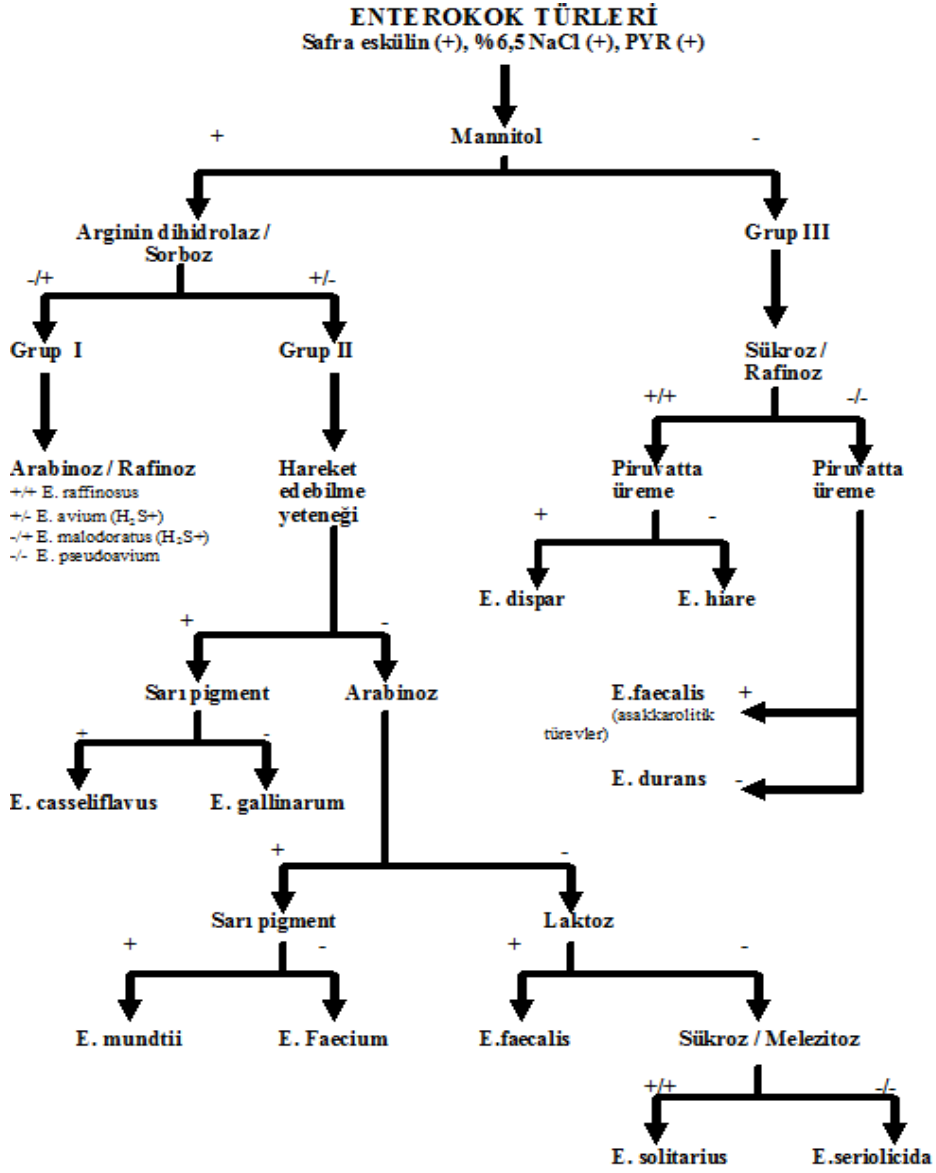 ENTEROKOK TÜRLERİ
Safra eskülin (+), %6,5 NaCl (+), PYR (+)
+ Mannitol -
Arginin dihidrolaz /
Sorboz
Grup III
-/+ +/-
Grup I
Grup II
Sükroz /
Rafinoz
+/+ -/-
Arabinoz / Rafinoz
+/+ E. raffinosus
+/- E. avium (H₂S+)
-/+ E. malodoratus (H₂S+)
-/- E. pseudoavium
Hareket
edebilme
yeteneği
Piruvatta
üreme
Piruvatta
üreme
+ -
E. dispar
E. hiare
+ -
Sarı pigment
Arabinoz
E.faecalis +
(asakkarolitik
türevler)
E. durans -
+ -
E. casseliflavus
E. gallinarum
+ -
Sarı pigment
Laktoz
+ - + -
E. mundtii
E. Faecium
E.faecalis
Sükroz / Melezitoz
+/+ -/-
E. solitarius
E.seriolicida